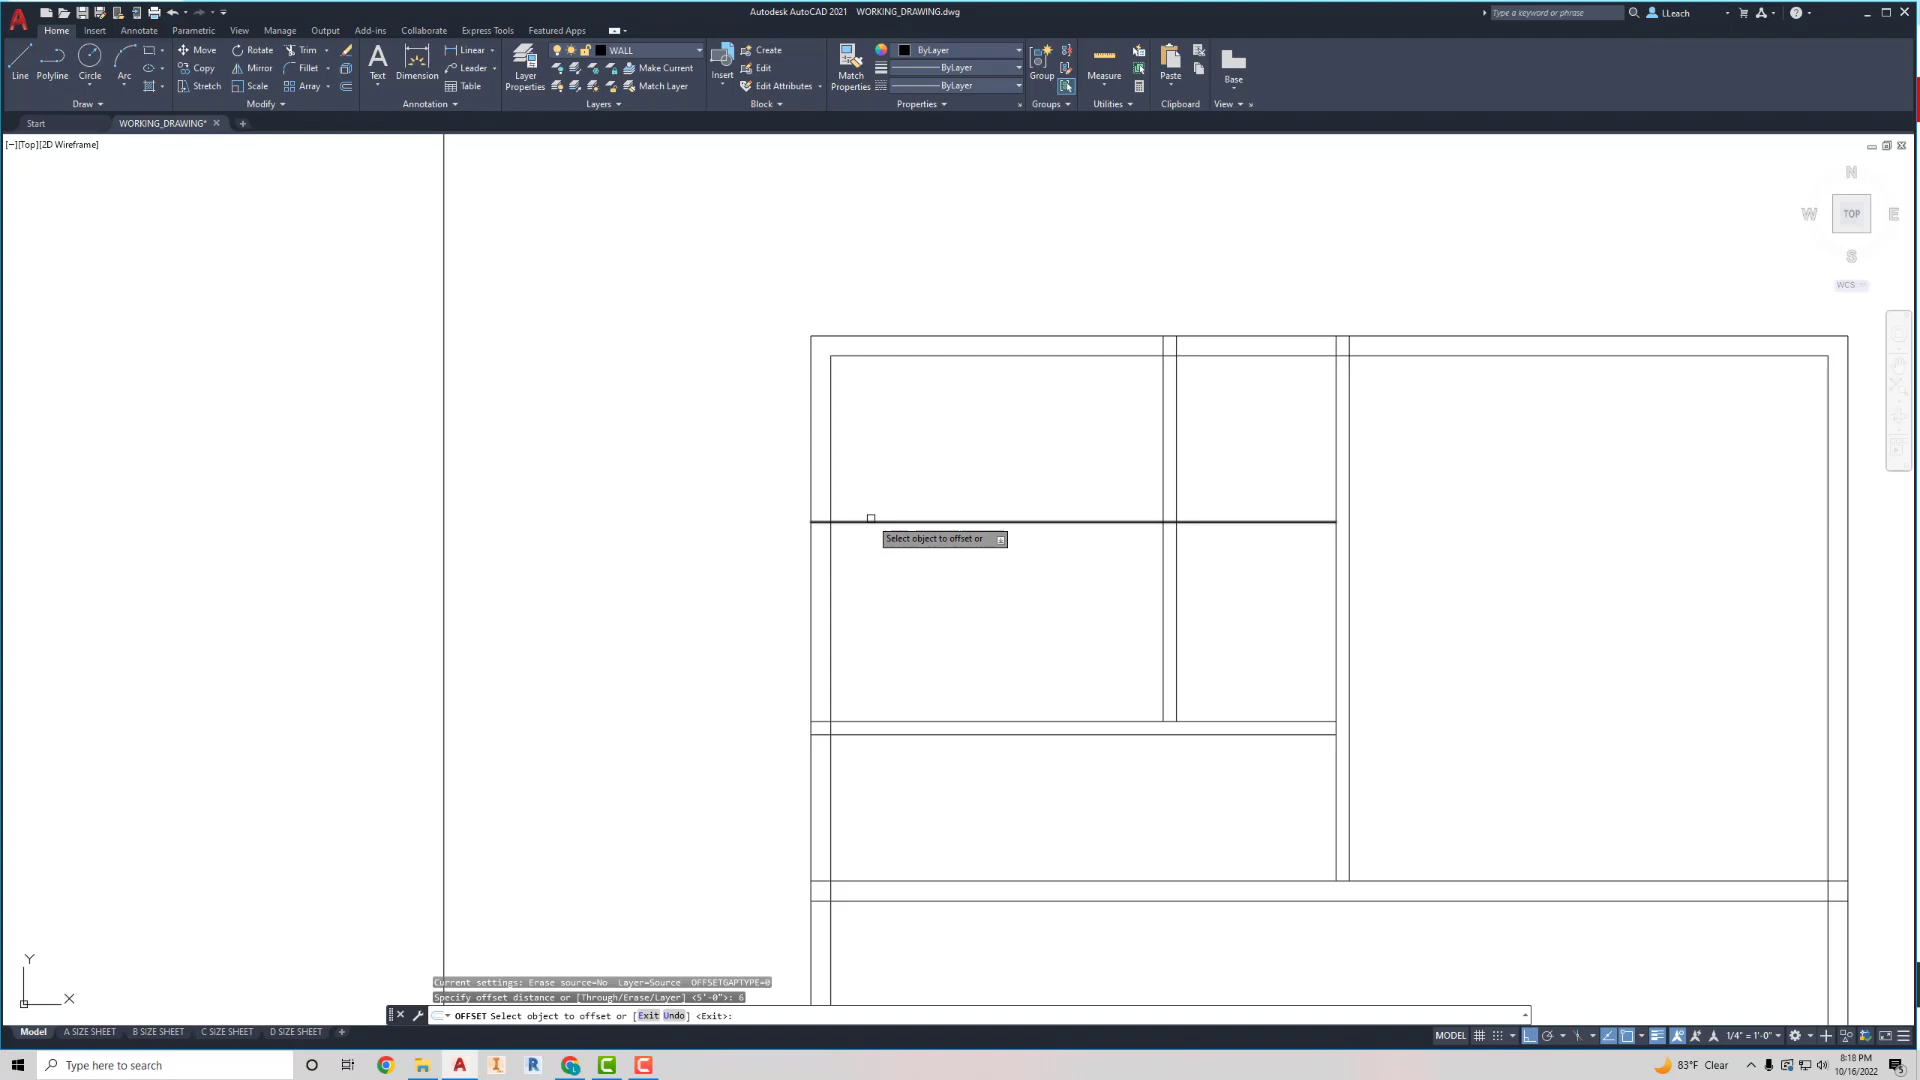 Autodesk AutoCAD 2021 WORKING_DRAWING.dwg
Type a keyword or phrase
LLeach
Home Insert Annotate Parametric View Output Add-ins Collaborate Express Tools Featured Apps
Line Polyline Circle Arc
Move Rotate Trim
Copy Mirror Fillet
Stretch Scale Array
Text Dimension
Linear
Leader
Table
Layer Properties
WALL
Make Current
Match Layer
Insert
Create
Edit
Edit Attributes
Match Properties
ByLayer
ByLayer
ByLayer
Group Measure Paste Base
Draw Modify Annotation Layers Block Properties Groups Utilities Clipboard View
Start WORKING_DRAWING*
[−][Top][2D Wireframe]
N
W TOP E
S
WCS
Select object to offset or
Y
X
Current settings: Erase source=No Layer=Source OFFSETGAPTYPE=0
Specify offset distance or [Through/Erase/Layer] <5'-0">: 6
OFFSET Select object to offset or [Exit Undo] <Exit>:
Model A SIZE SHEET B SIZE SHEET C SIZE SHEET D SIZE SHEET
MODEL 1/4" = 1'-0"
Type here to search
83°F Clear
8:18 PM
10/16/2022